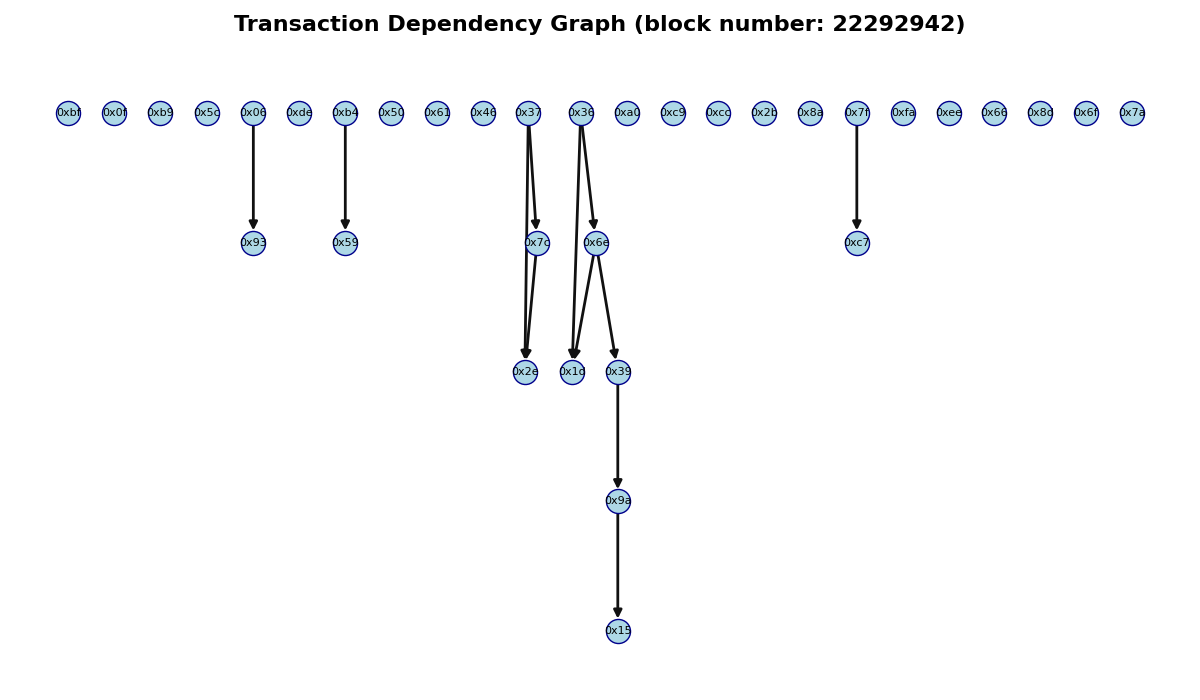 Transaction Dependency Graph (block number: 22292942)
0xbf 0x0f 0xb9 0x5c 0x06 0xde 0xb4 0x50 0x61 0x46 0x37 0x36 0xa0 0xc9 0xcc 0x2b 0x8a 0x7f 0xfa 0xee 0x66 0x8d 0x6f 0x7a
0x93 0x59 0x7c 0x6e 0xc7
0x2e 0x1d 0x39
0x9a
0x15